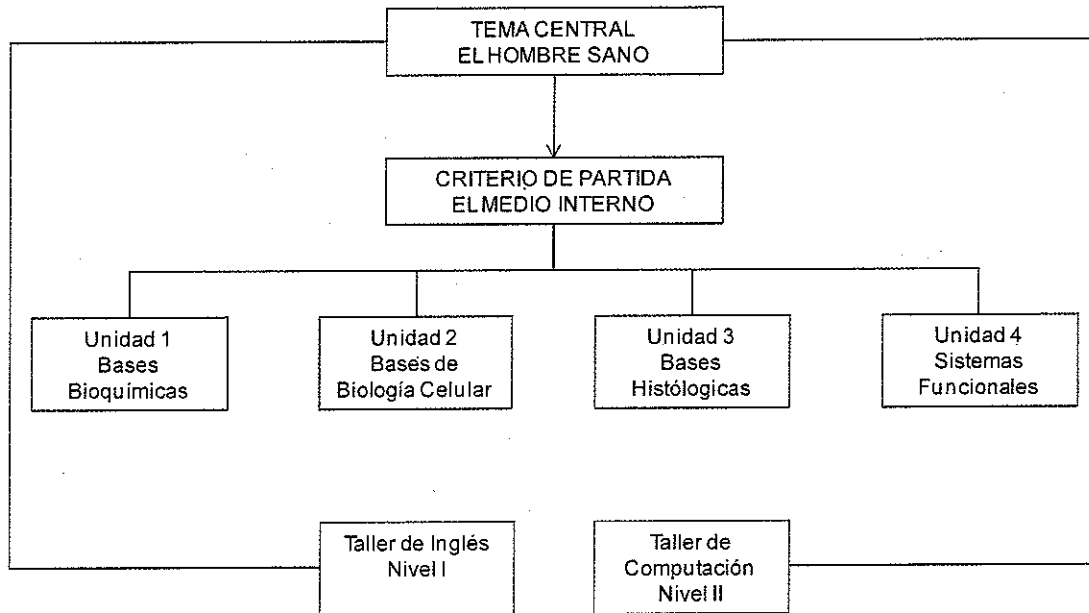 TEMA CENTRAL
EL HOMBRE SANO
CRITERIO DE PARTIDA
EL MEDIO INTERNO
Unidad 1
Bases
Bioquímicas
Unidad 2
Bases de
Biología Celular
Unidad 3
Bases
Histólogicas
Unidad 4
Sistemas
Funcionales
Taller de Inglés
Nivel I
Taller de
Computación
Nivel II